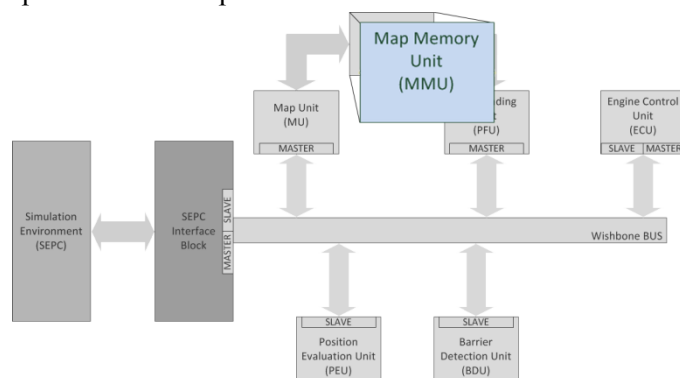 Map Memory
Unit
(MMU)
Map Unit
(MU)
MASTER
(PFU)
MASTER
Engine Control
Unit
(ECU)
SLAVE MASTER
Simulation
Environment
(SEPC)
SEPC
Interface
Block
SLAVE
MASTER
Wishbone BUS
SLAVE
Position
Evaluation Unit
(PEU)
SLAVE
Barrier
Detection Unit
(BDU)